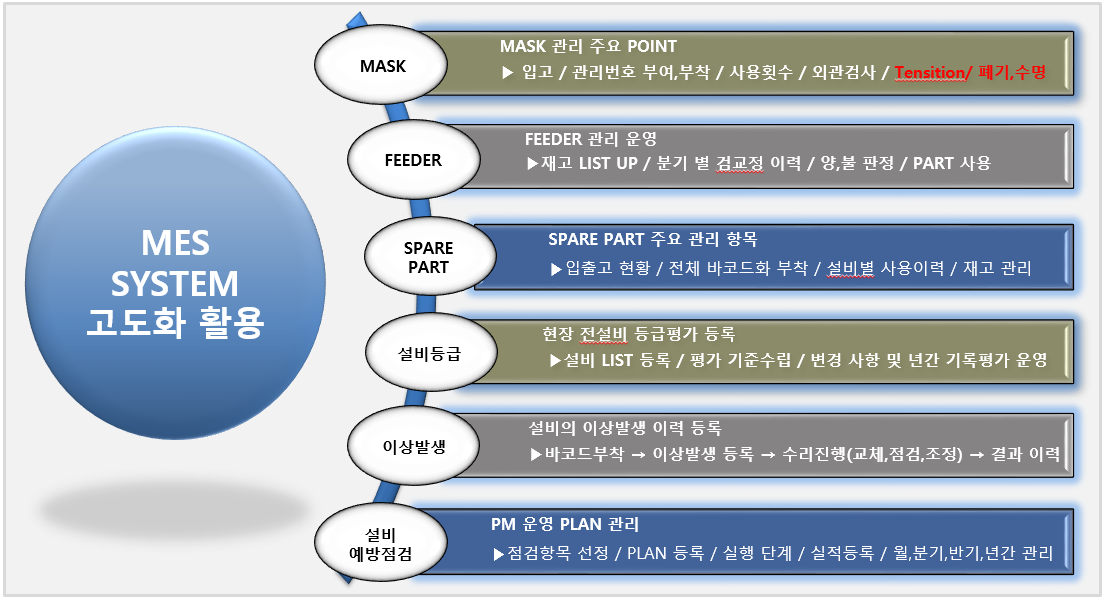 MES
SYSTEM
고도화 활용
MASK
MASK 관리 주요 POINT
▶ 입고 / 관리번호 부여,부착 / 사용횟수 / 외관검사 / Tensition/ 폐기,수명
FEEDER
FEEDER 관리 운영
▶재고 LIST UP / 분기 별 검교정 이력 / 양,불 판정 / PART 사용
SPARE
PART
SPARE PART 주요 관리 항목
▶입출고 현황 / 전체 바코드화 부착 / 설비별 사용이력 / 재고 관리
설비등급
현장 전설비 등급평가 등록
▶설비 LIST 등록 / 평가 기준수립 / 변경 사항 및 년간 기록평가 운영
이상발생
설비의 이상발생 이력 등록
▶바코드부착 → 이상발생 등록 → 수리진행(교체,점검,조정) → 결과 이력
설비
예방점검
PM 운영 PLAN 관리
▶점검항목 선정 / PLAN 등록 / 실행 단계 / 실적등록 / 월,분기,반기,년간 관리